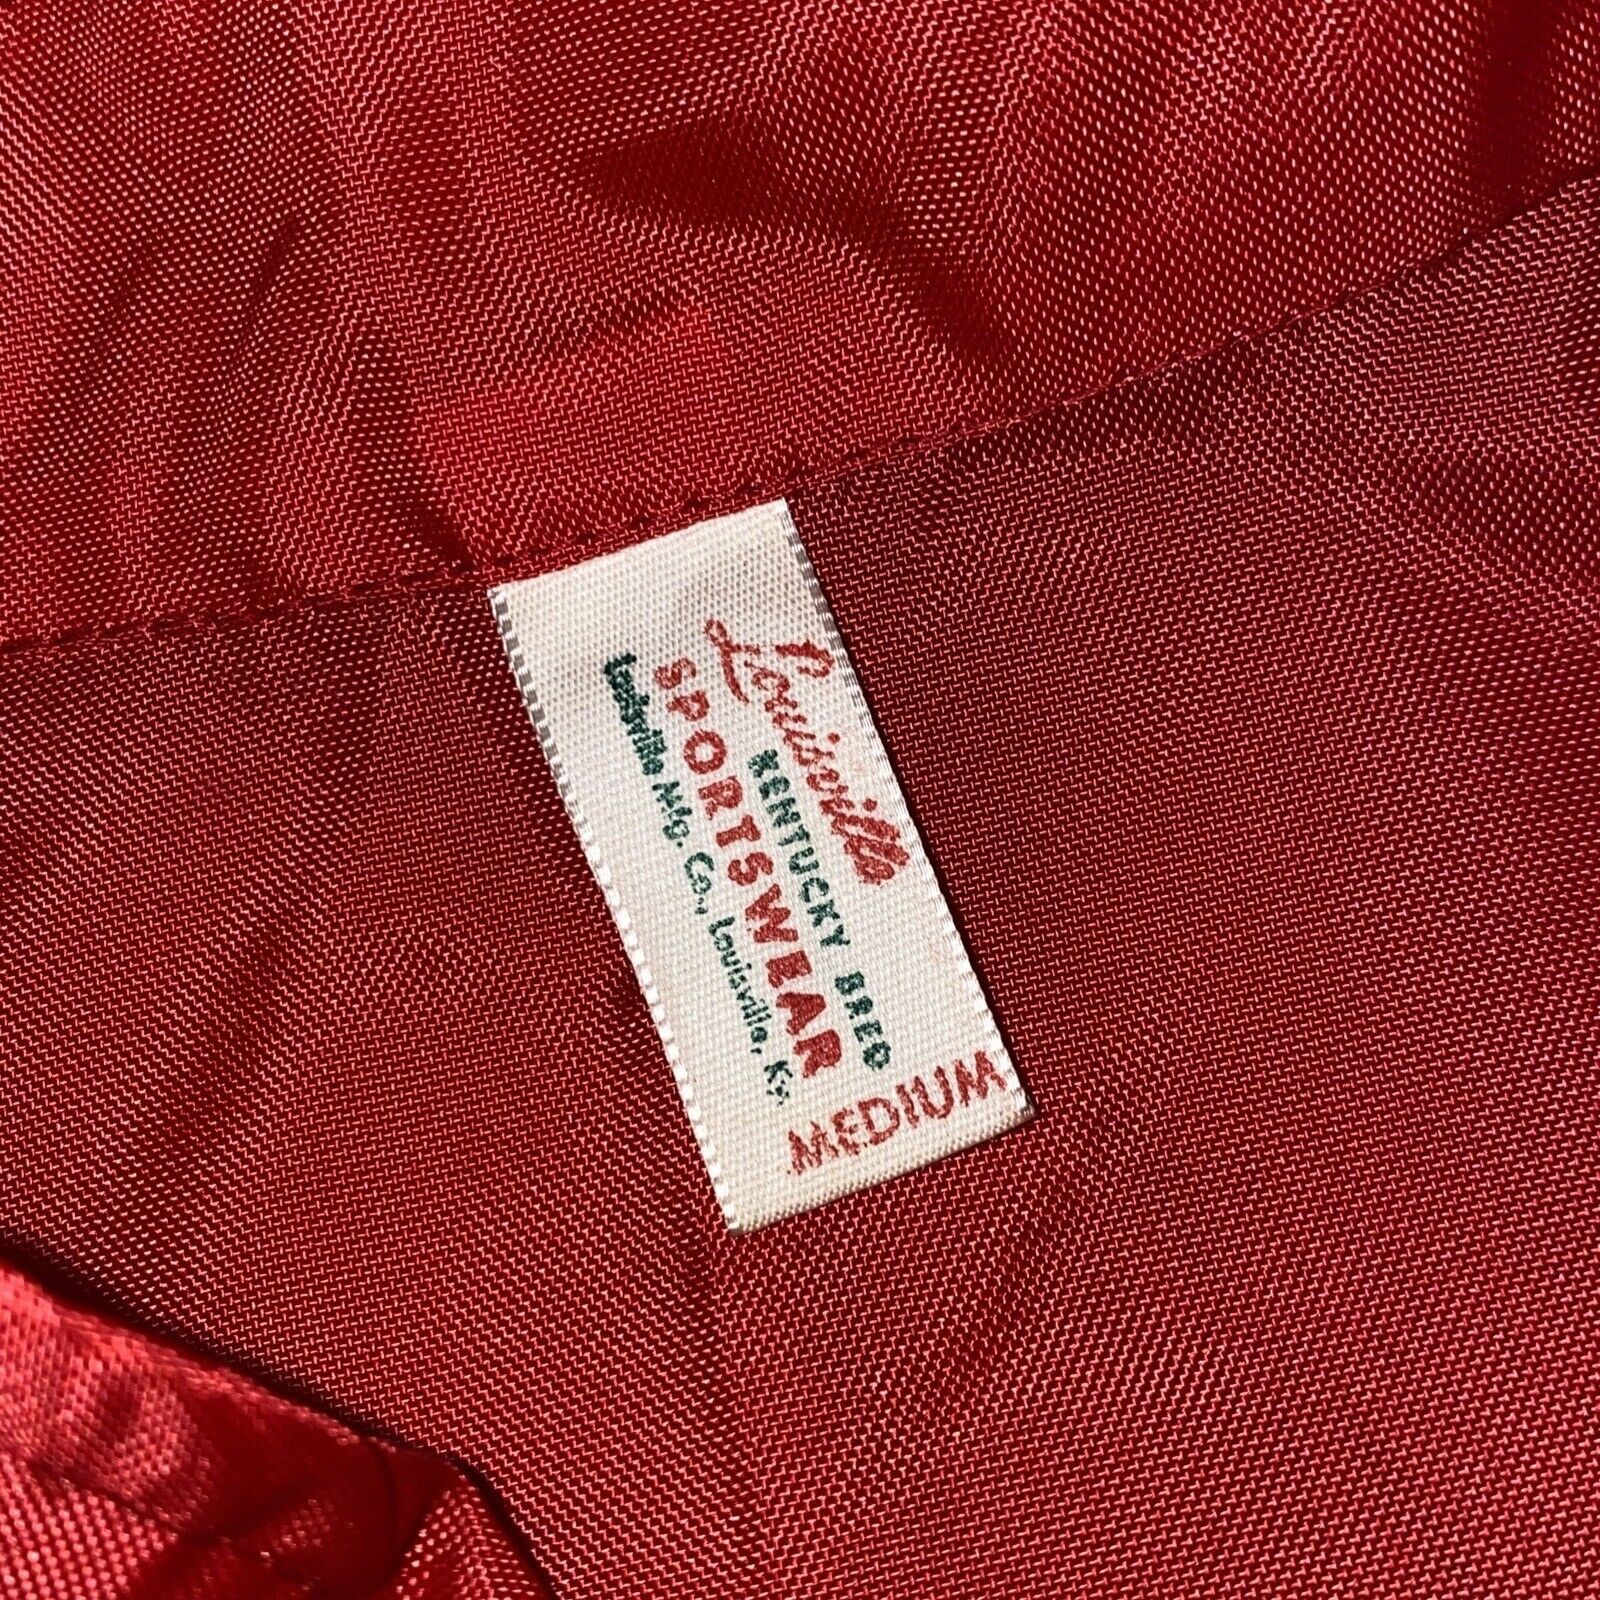 Louisville
KENTUCKY BRED
SPORTSWEAR
Louisville Mfg. Co., Louisville, Ky.
MEDIUM